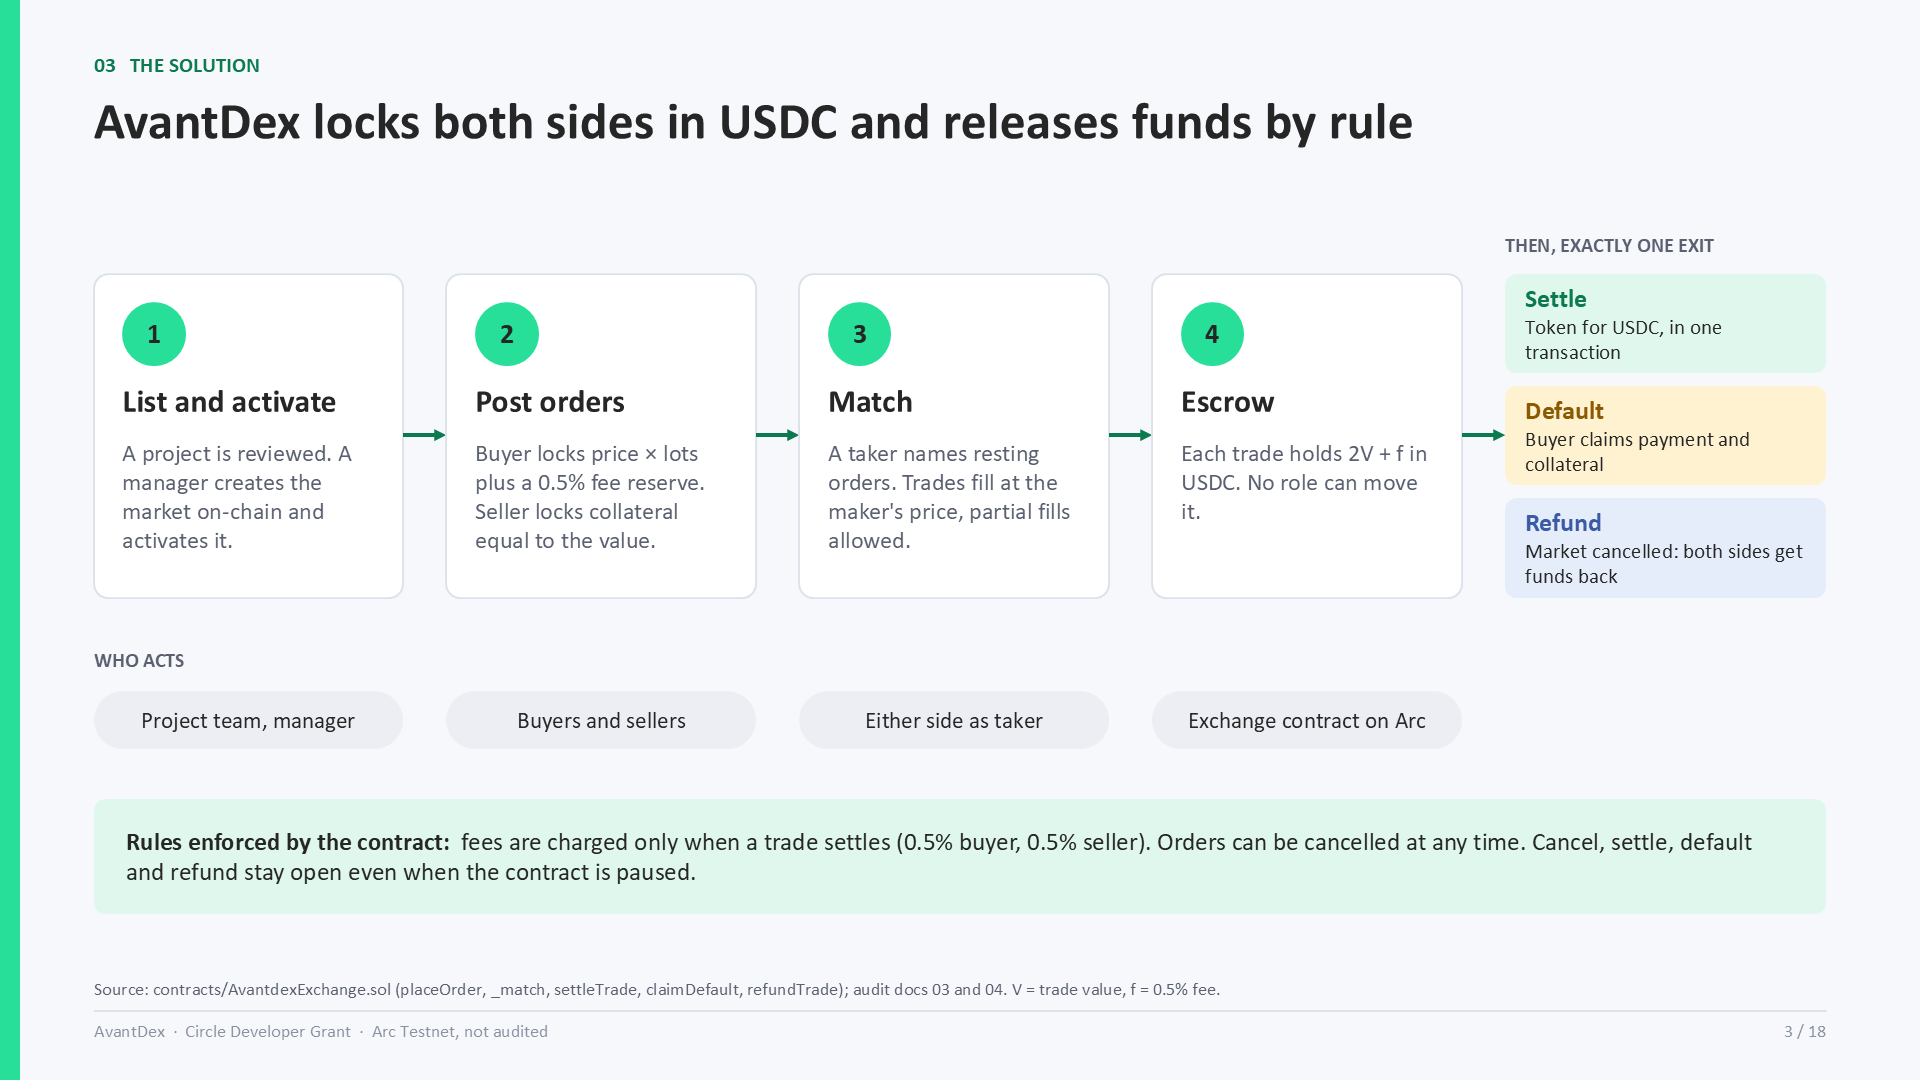 03 THE SOLUTION
AvantDex locks both sides in USDC and releases funds by rule
THEN, EXACTLY ONE EXIT
1
List and activate
A project is reviewed. A
manager creates the
market on-chain and
activates it.
2
Post orders
Buyer locks price × lots
plus a 0.5% fee reserve.
Seller locks collateral
equal to the value.
3
Match
A taker names resting
orders. Trades fill at the
maker's price, partial fills
allowed.
4
Escrow
Each trade holds 2V + f in
USDC. No role can move
it.
Settle
Token for USDC, in one
transaction
Default
Buyer claims payment and
collateral
Refund
Market cancelled: both sides get
funds back
WHO ACTS
Project team, manager
Buyers and sellers
Either side as taker
Exchange contract on Arc
Rules enforced by the contract: fees are charged only when a trade settles (0.5% buyer, 0.5% seller). Orders can be cancelled at any time. Cancel, settle, default
and refund stay open even when the contract is paused.
Source: contracts/AvantdexExchange.sol (placeOrder, _match, settleTrade, claimDefault, refundTrade); audit docs 03 and 04. V = trade value, f = 0.5% fee.
AvantDex · Circle Developer Grant · Arc Testnet, not audited
3 / 18